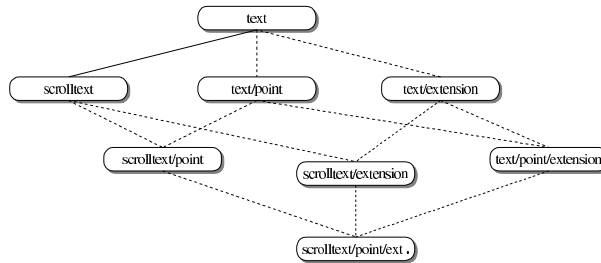 text
scrolltext
text/point
text/extension
scrolltext/point
scrolltext/extension
text/point/extension
scrolltext/point/ext .